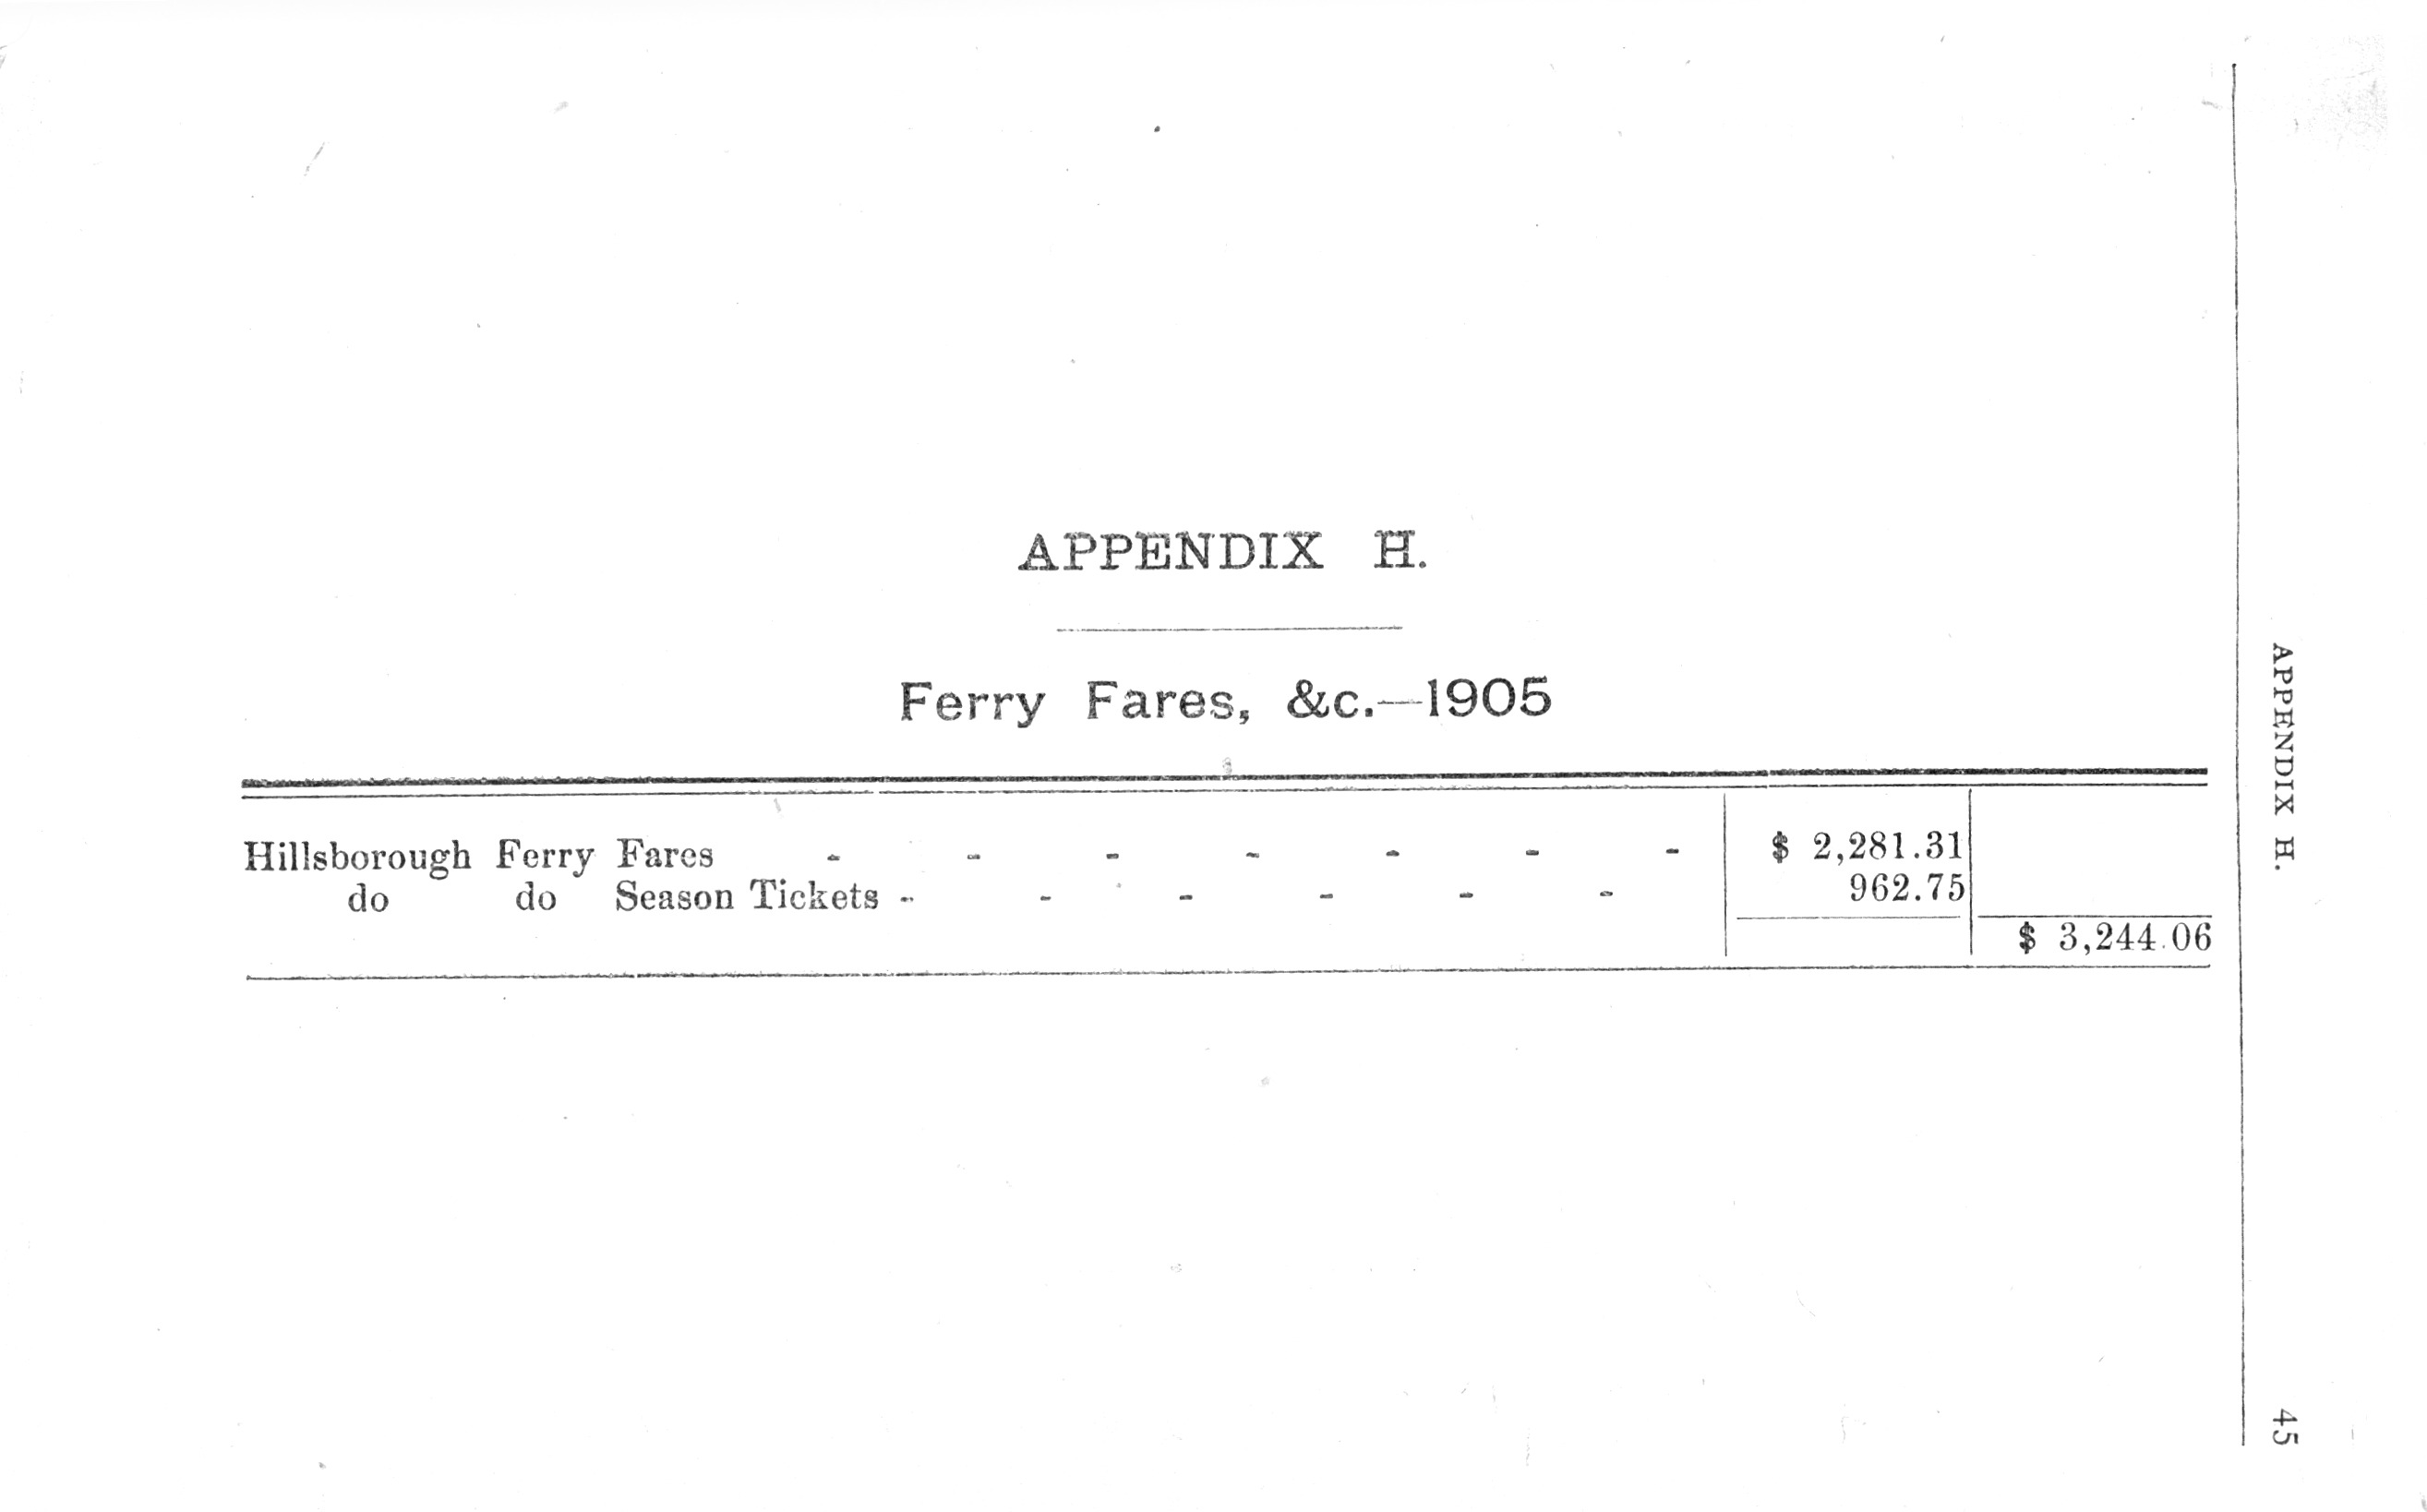 APPENDIX H.
Ferry Fares, &c.—1905
Hillsborough Ferry Fares - - - - - - - $ 2,281.31
do do Season Tickets - - - - - - 962.75
$ 3,244.06
APPENDIX H.
45